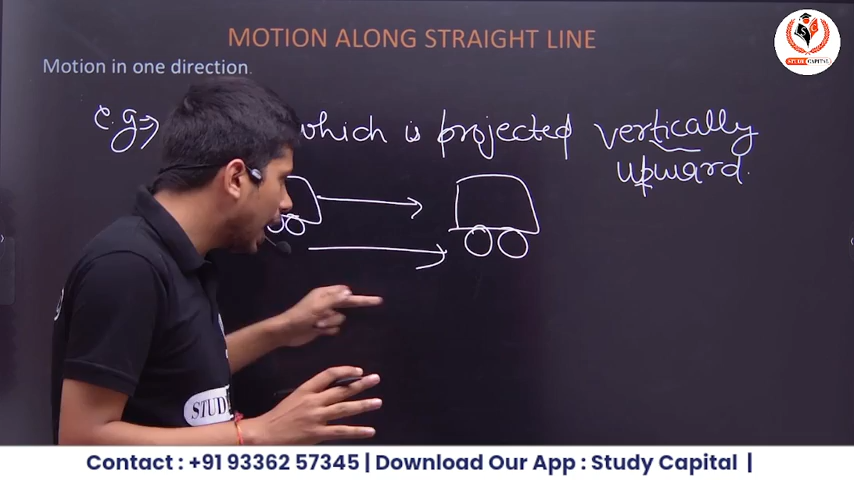 MOTION ALONG STRAIGHT LINE
STUDY CAPITAL
Motion in one direction.
e.g⇒ which is projected vertically
upward.
STUD
Contact : +91 93362 57345 | Download Our App : Study Capital |